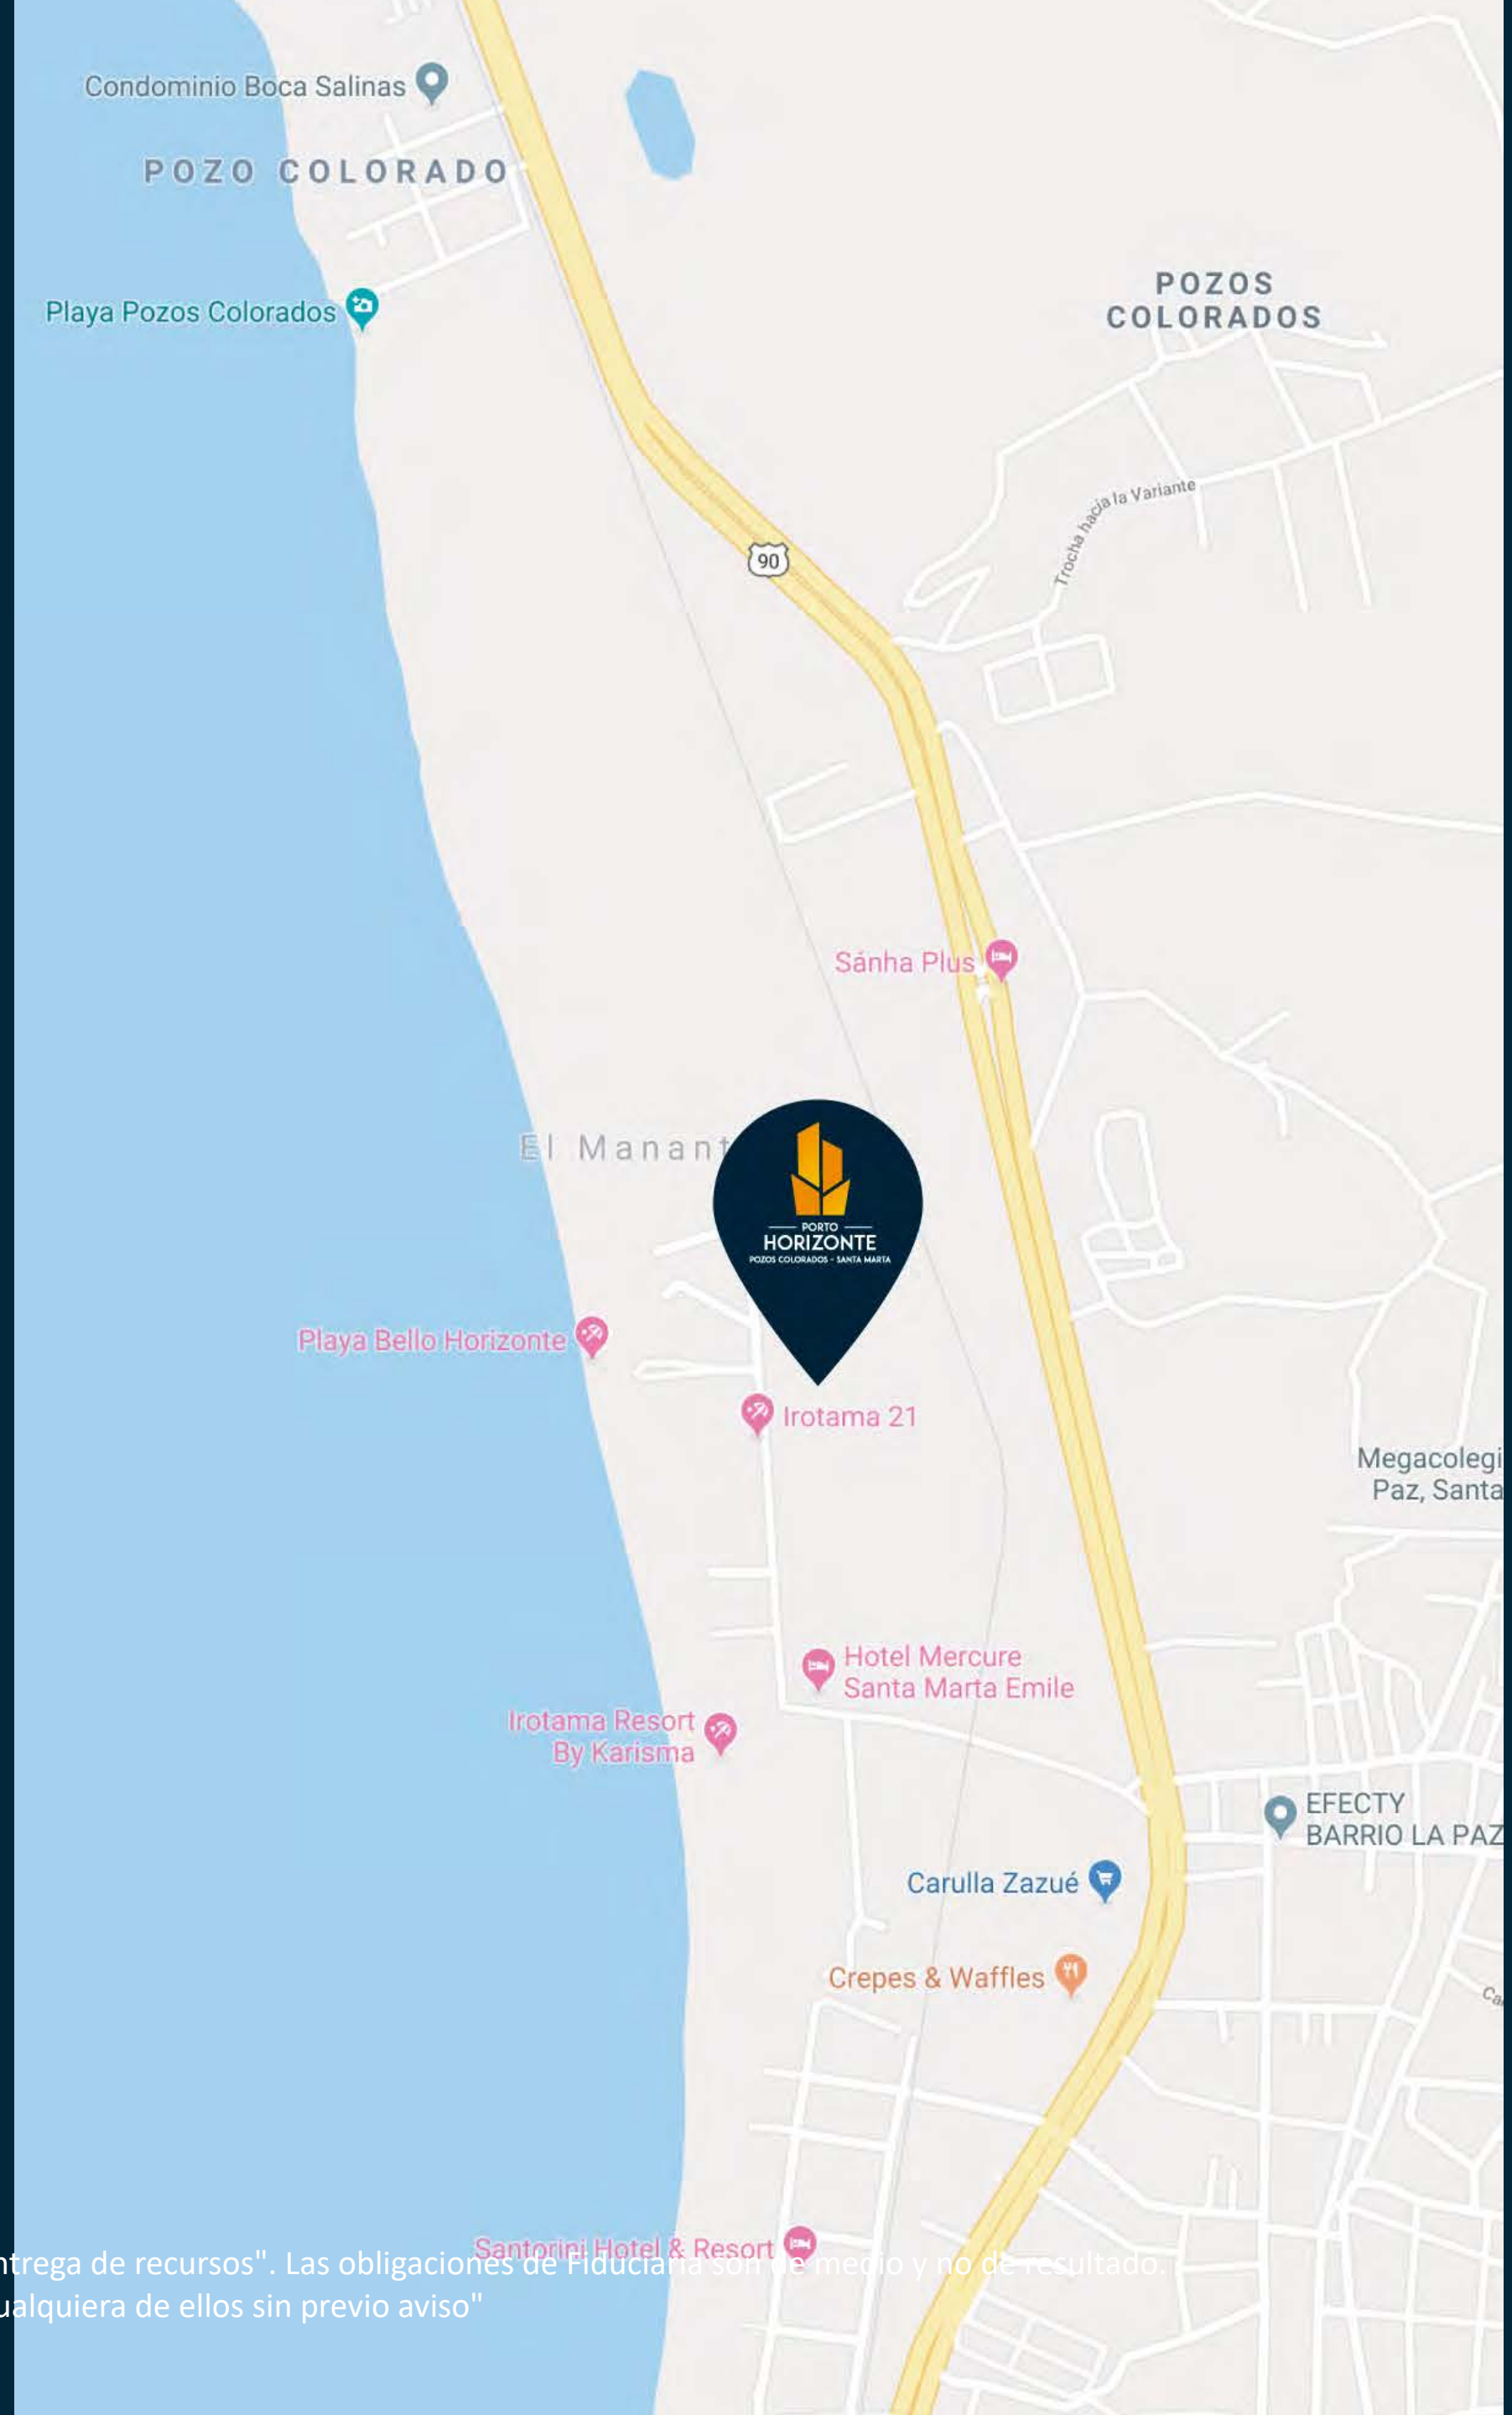 Condominio Boca Salinas
POZO COLORADO
POZOS
COLORADOS
Playa Pozos Colorados
Trocha hacia la Variante
90
Sánha Plus
El Manant
PORTO
HORIZONTE
POZOS COLORADOS - SANTA MARTA
Playa Bello Horizonte
Irotama 21
Megacolegi
Paz, Santa
Hotel Mercure
Santa Marta Emile
Irotama Resort
By Karisma
EFECTY
BARRIO LA PAZ
Carulla Zazué
Crepes & Waffles
Ca
Santorini Hotel & Resort
ntrega de recursos". Las obligaciones de Fiduciaria son de medio y no de resultado.
ualquiera de ellos sin previo aviso"